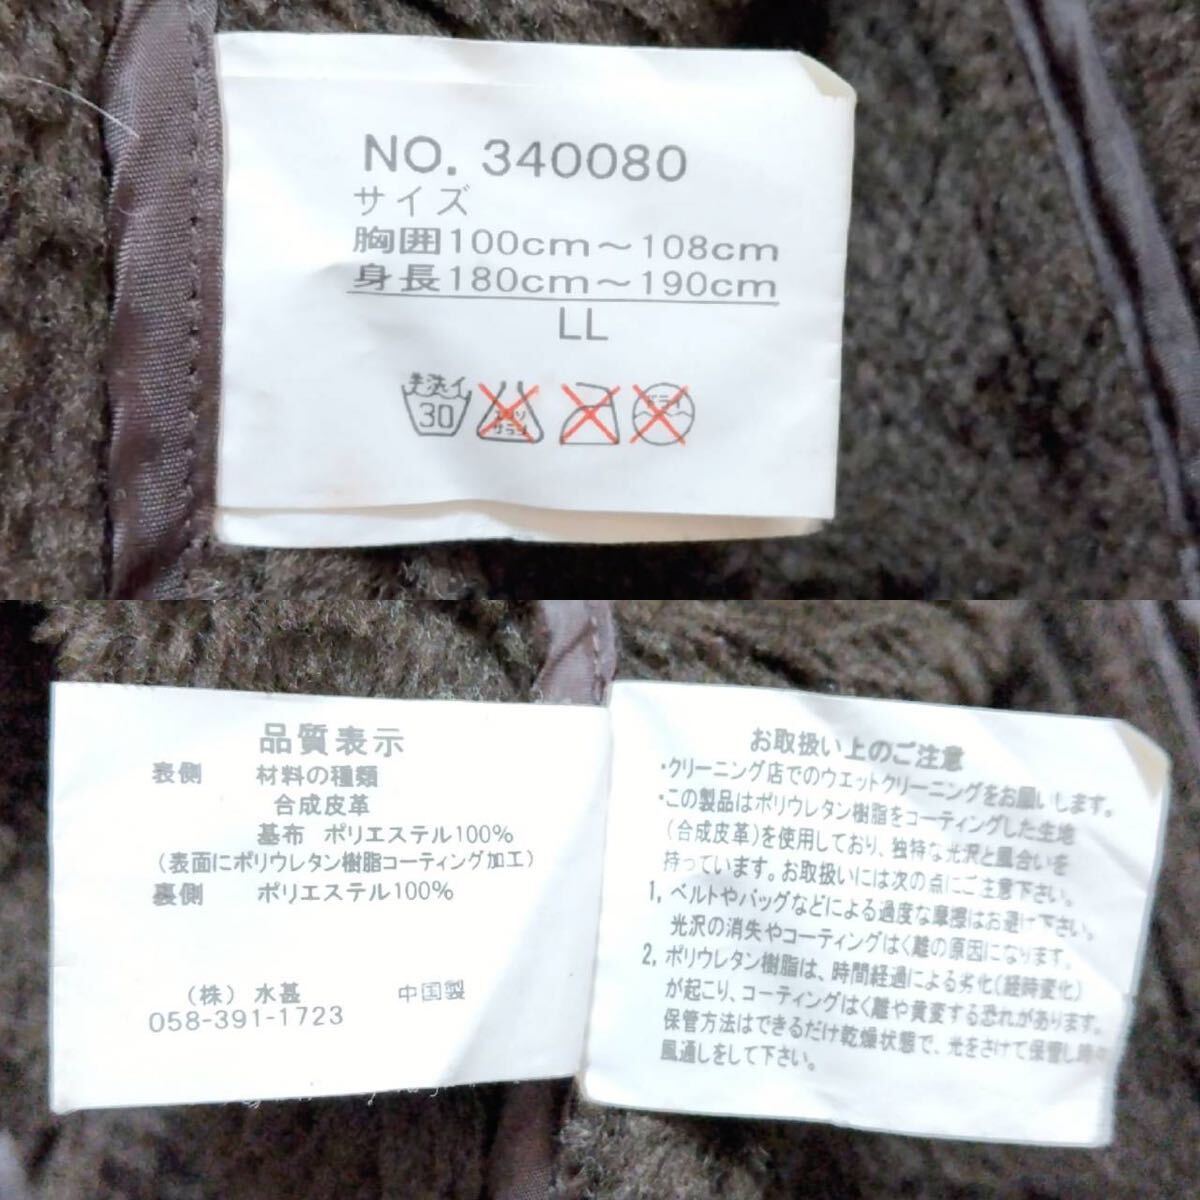 NO. 340080
サイズ
胸囲100cm～108cm
身長180cm～190cm
LL
手洗イ
30
エンソ
サラシ
ドライ
品質表示
表側 材料の種類
合成皮革
基布 ポリエステル100%
(表面にポリウレタン樹脂コーティング加工)
裏側 ポリエステル100%
(株) 水甚 中国製
058-391-1723
お取扱い上のご注意
・クリーニング店でのウエットクリーニングをお願いします。
・この製品はポリウレタン樹脂をコーティングした生地
(合成皮革)を使用しており、独特な光沢と風合いを
持っています。お取扱いには次の点にご注意下さい。
1, ベルトやバッグなどによる過度な摩擦はお避け下さい。
光沢の消失やコーティングはく離の原因になります。
2, ポリウレタン樹脂は、時間経過による劣化(経時変化)
が起こり、コーティングはく離や黄変する恐れがあります。
保管方法はできるだけ乾燥状態で、光をさけて保管し時々
風通しをして下さい。